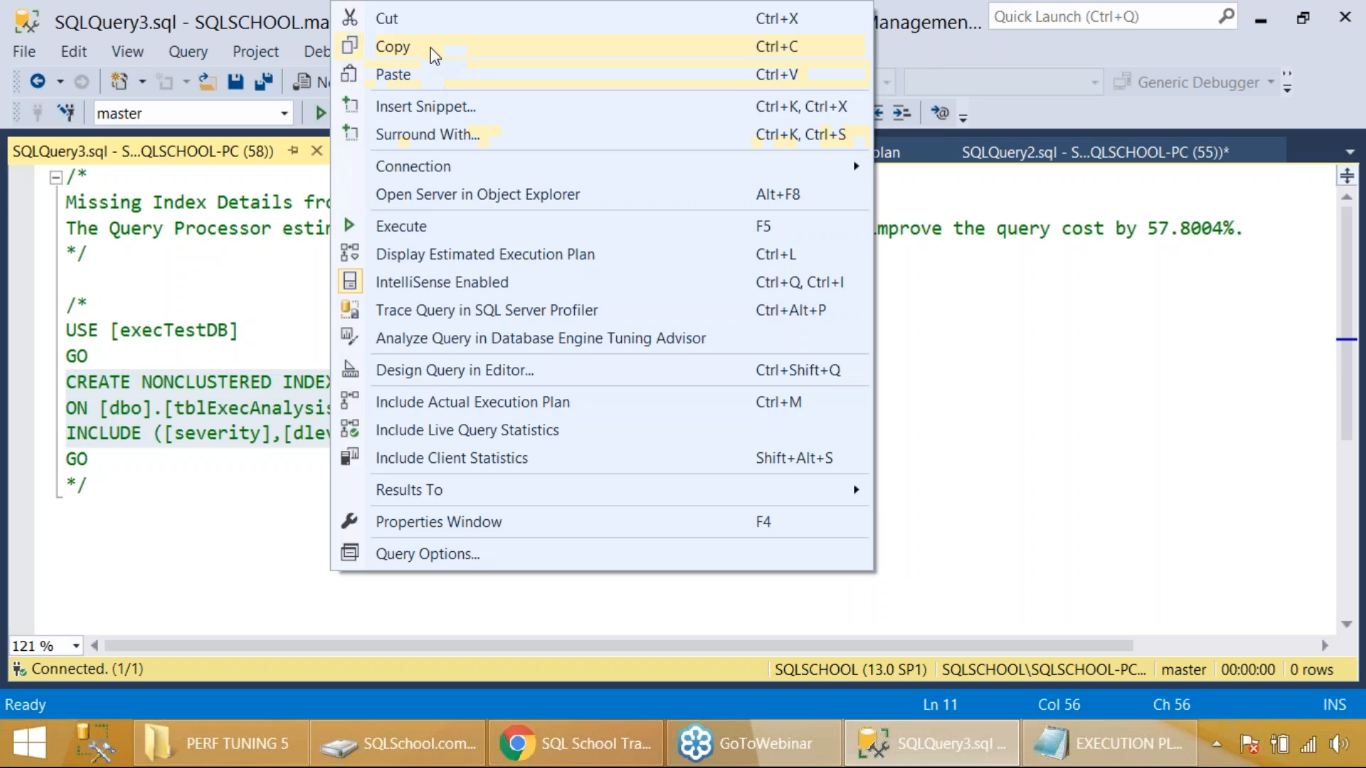 SQLQuery3.sql - SQLSCHOOL.ma
Managemen...
Quick Launch (Ctrl+Q)
File Edit View Query Project Deb
Generic Debugger
master
SQLQuery3.sql - S...QLSCHOOL-PC (58))
plan
SQLQuery2.sql - S...QLSCHOOL-PC (55))*
/*
Missing Index Details fro
The Query Processor estim
mprove the query cost by 57.8004%.
*/
/*
USE [execTestDB]
GO
CREATE NONCLUSTERED INDEX
ON [dbo].[tblExecAnalysis
INCLUDE ([severity],[dlev
GO
*/
Cut Ctrl+X
Copy Ctrl+C
Paste Ctrl+V
Insert Snippet... Ctrl+K, Ctrl+X
Surround With... Ctrl+K, Ctrl+S
Connection
Open Server in Object Explorer Alt+F8
Execute F5
Display Estimated Execution Plan Ctrl+L
IntelliSense Enabled Ctrl+Q, Ctrl+I
Trace Query in SQL Server Profiler Ctrl+Alt+P
Analyze Query in Database Engine Tuning Advisor
Design Query in Editor... Ctrl+Shift+Q
Include Actual Execution Plan Ctrl+M
Include Live Query Statistics
Include Client Statistics Shift+Alt+S
Results To
Properties Window F4
Query Options...
121 %
Connected. (1/1)
SQLSCHOOL (13.0 SP1) SQLSCHOOL\SQLSCHOOL-PC... master 00:00:00 0 rows
Ready Ln 11 Col 56 Ch 56 INS
PERF TUNING 5 SQLSchool.com... SQL School Tra... GoToWebinar SQLQuery3.sql ... EXECUTION PL...